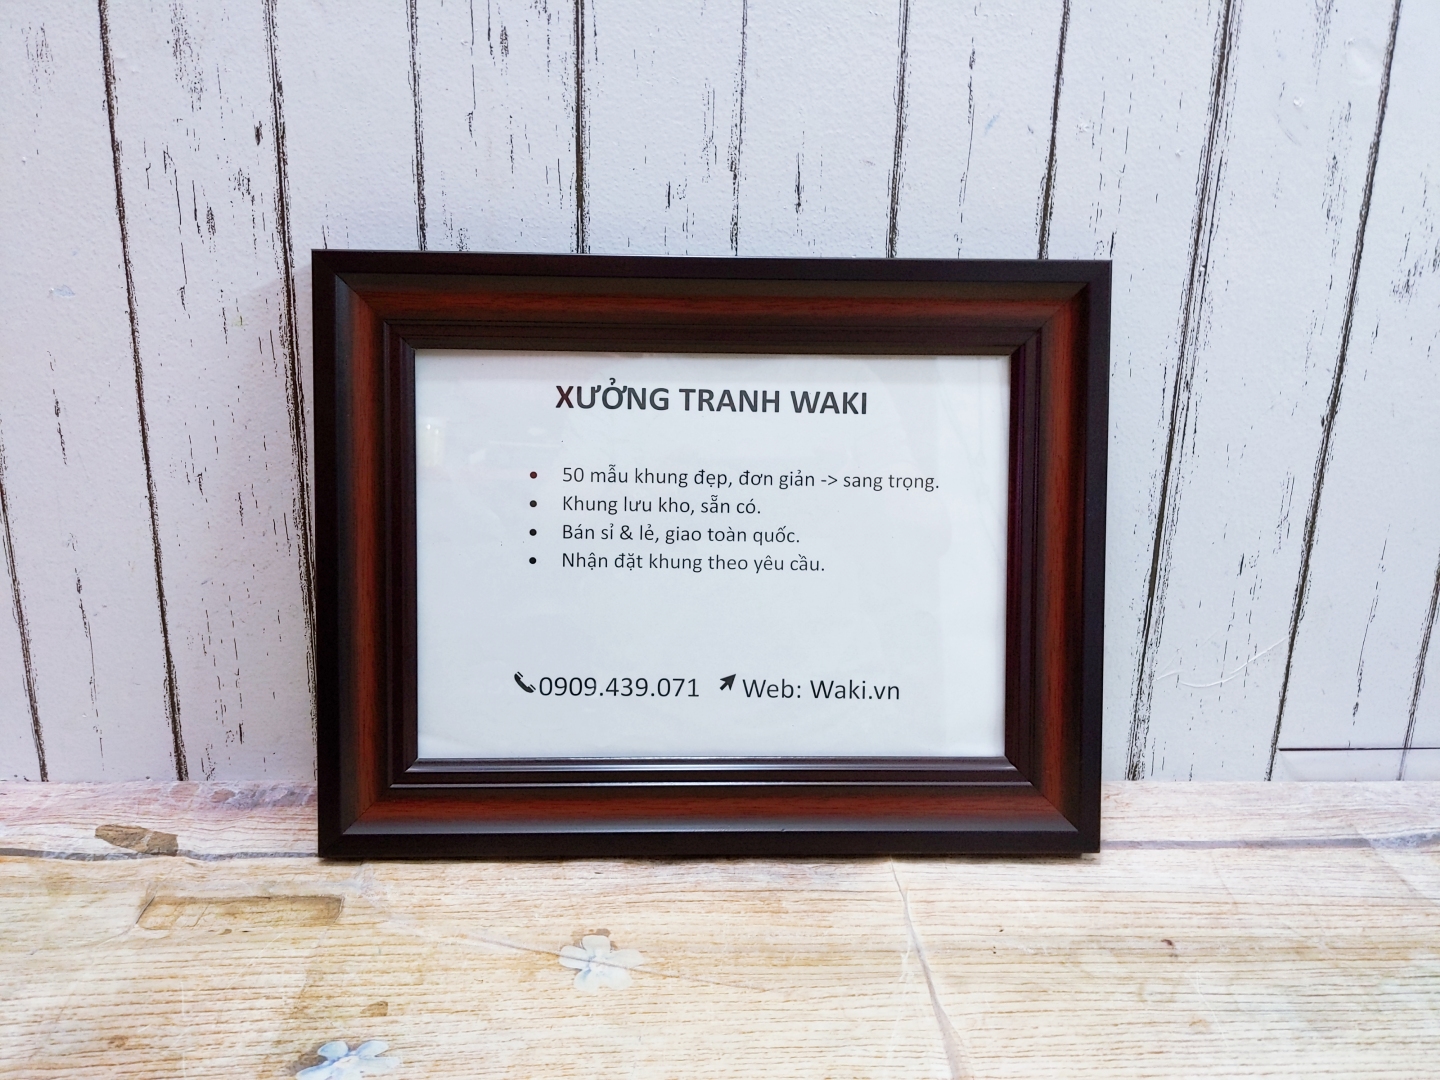 XƯỞNG TRANH WAKI
• 50 mẫu khung đẹp, đơn giản -> sang trọng.
• Khung lưu kho, sẵn có.
• Bán sỉ & lẻ, giao toàn quốc.
• Nhận đặt khung theo yêu cầu.
0909.439.071 Web: Waki.vn